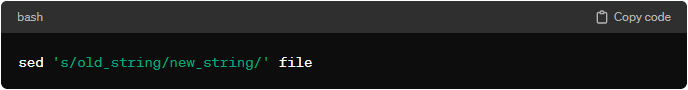 bash
Copy code
sed 's/old_string/new_string/' file